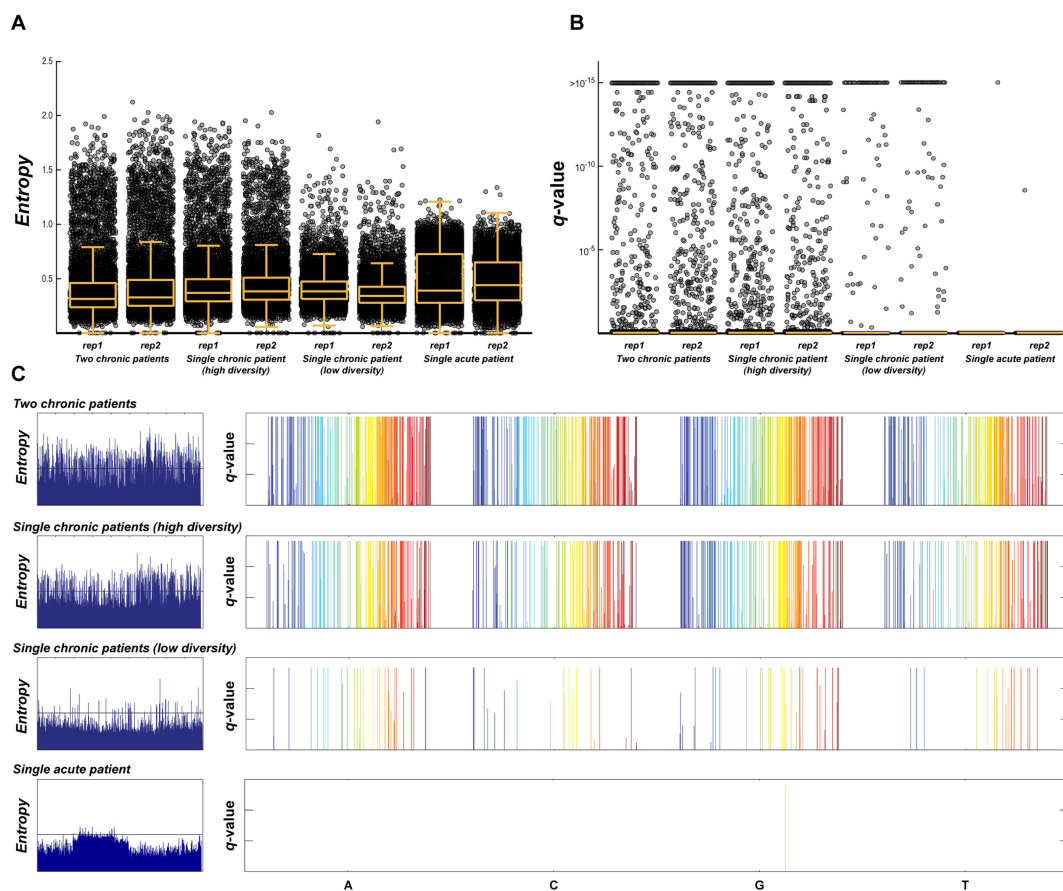 A
B
Entropy
2.5
2.0
1.5
1.0
0.5
rep1 rep2 rep1 rep2 rep1 rep2 rep1 rep2
Two chronic patients Single chronic patient (high diversity) Single chronic patient (low diversity) Single acute patient
q-value
>10-15
10-10
10-5
rep1 rep2 rep1 rep2 rep1 rep2 rep1 rep2
Two chronic patients Single chronic patient (high diversity) Single chronic patient (low diversity) Single acute patient
C
Two chronic patients
Entropy
q-value
Single chronic patients (high diversity)
Entropy
q-value
Single chronic patients (low diversity)
Entropy
q-value
Single acute patient
Entropy
q-value
A C G T